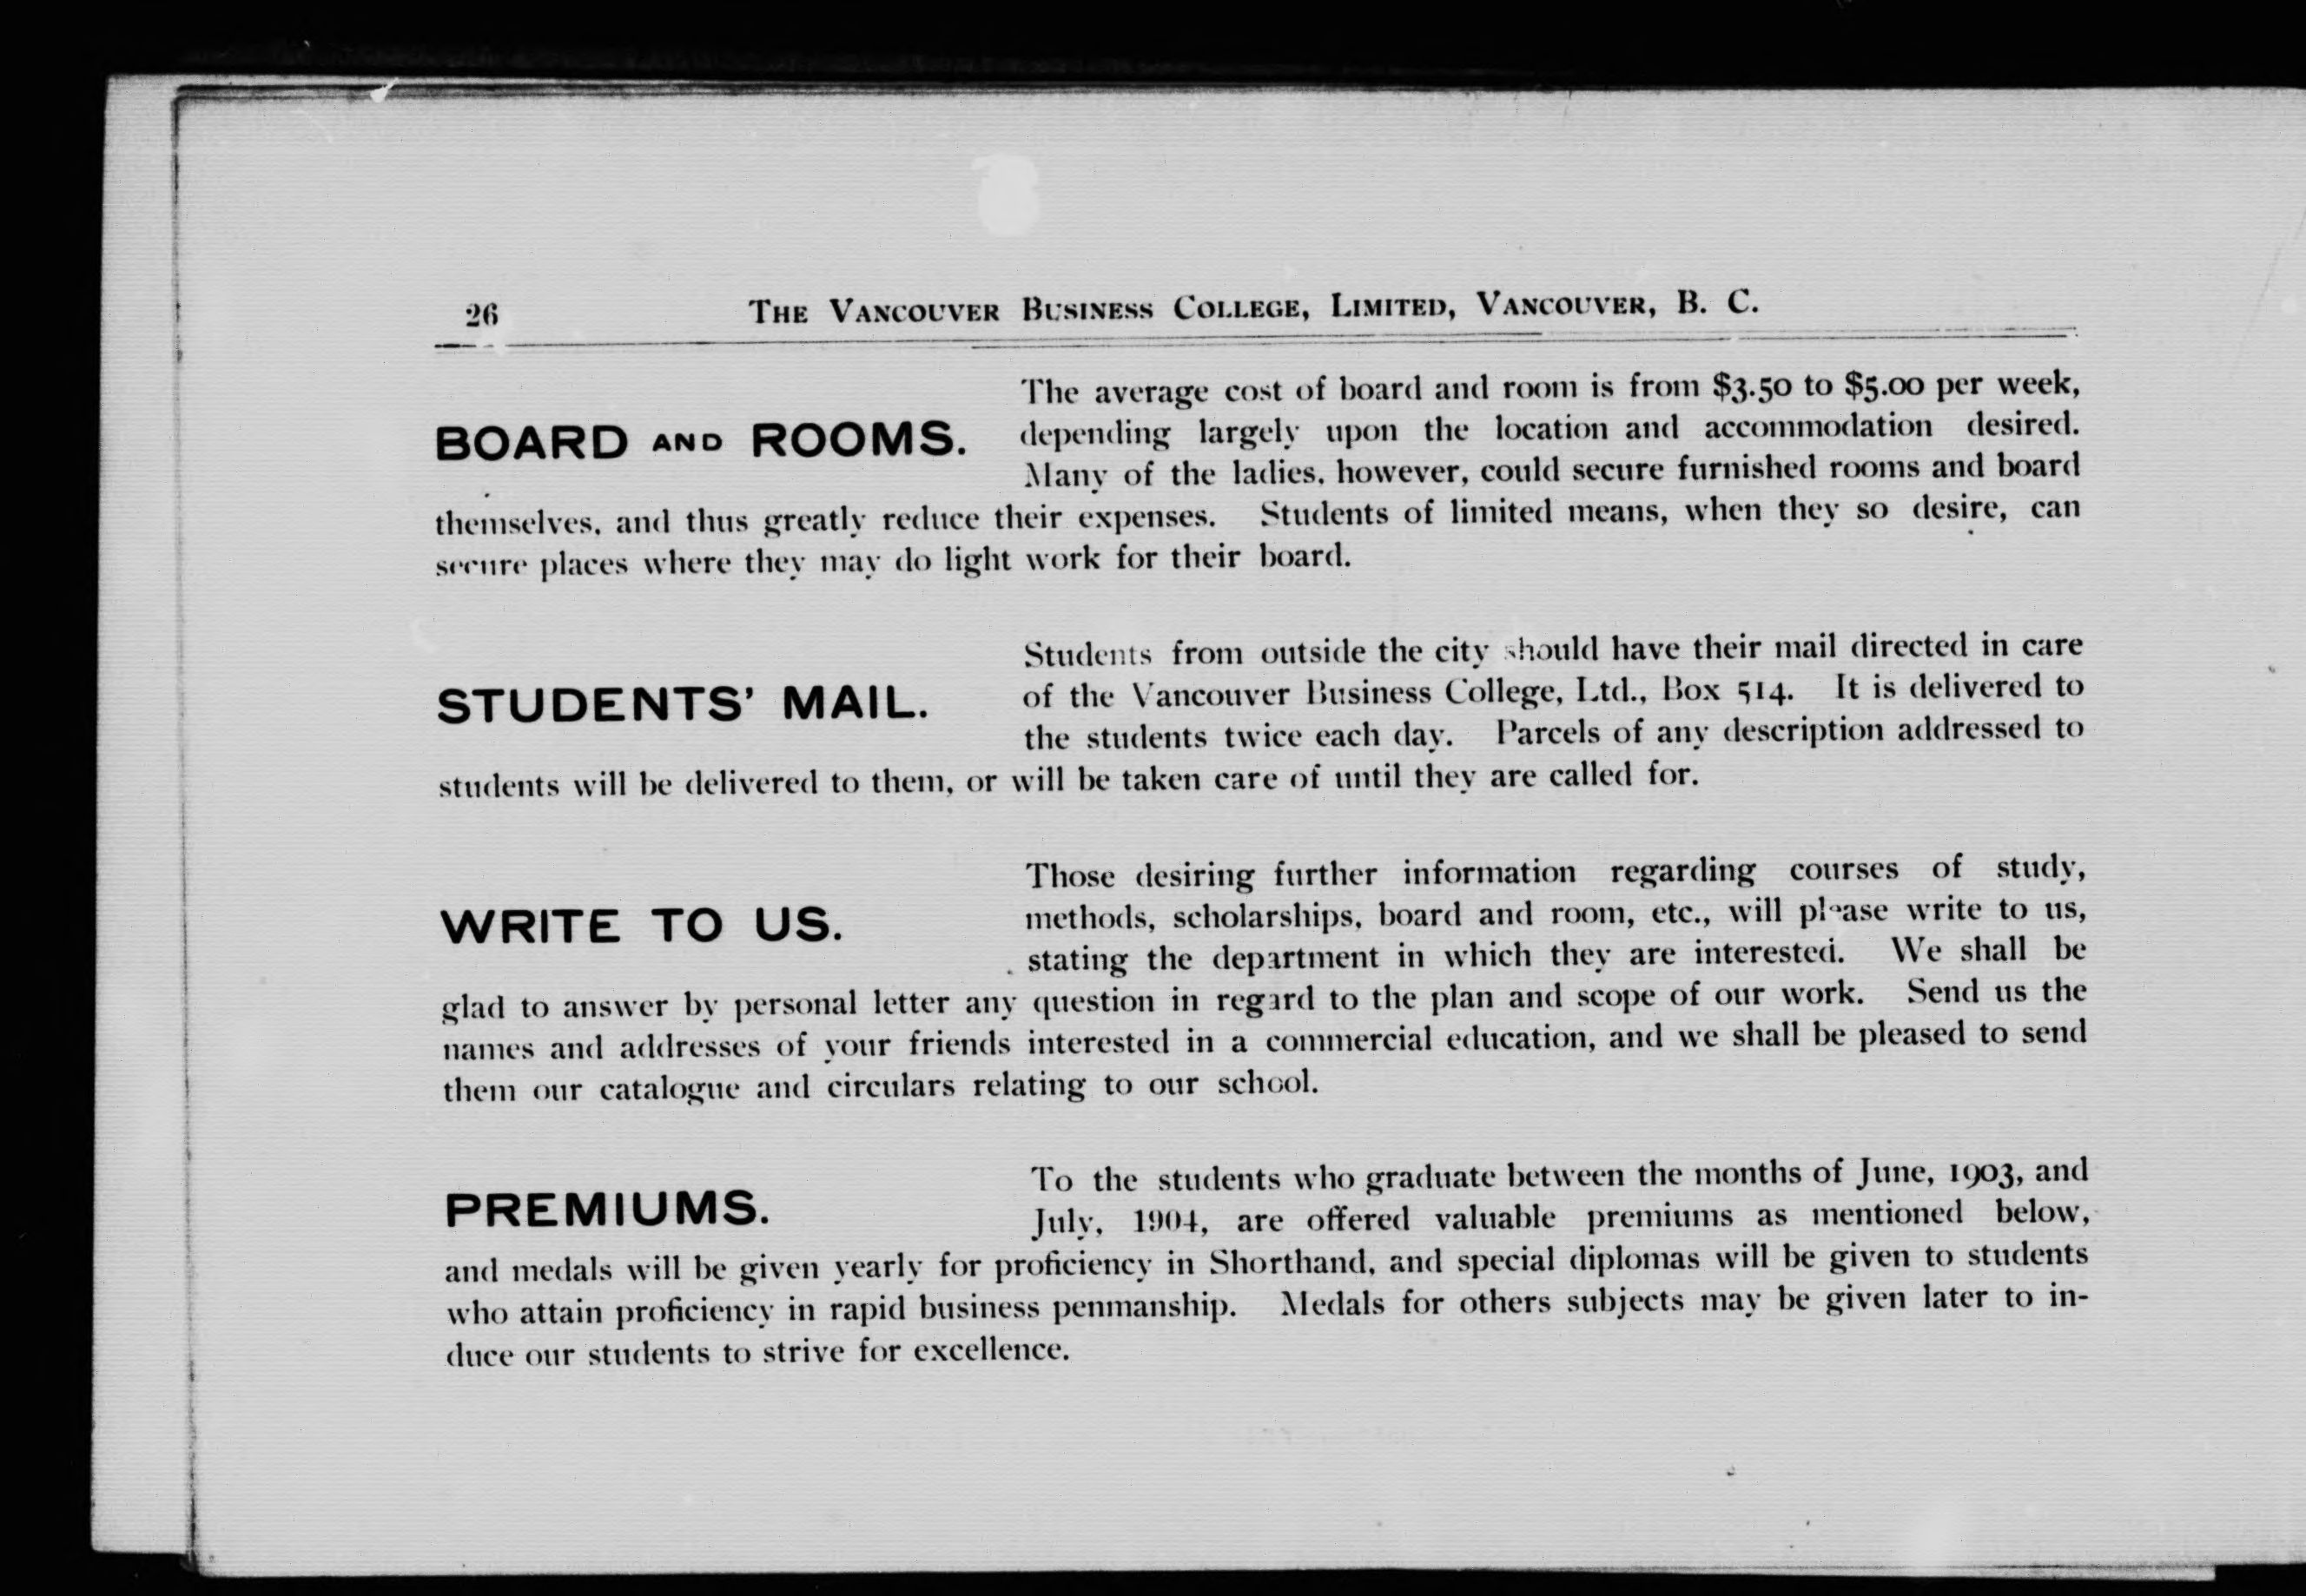 26 THE VANCOUVER BUSINESS COLLEGE, LIMITED, VANCOUVER, B. C.
BOARD AND ROOMS.
The average cost of board and room is from $3.50 to $5.00 per week,
depending largely upon the location and accommodation desired.
Many of the ladies, however, could secure furnished rooms and board
themselves, and thus greatly reduce their expenses. Students of limited means, when they so desire, can
secure places where they may do light work for their board.
STUDENTS' MAIL.
Students from outside the city should have their mail directed in care
of the Vancouver Business College, Ltd., Box 514. It is delivered to
the students twice each day. Parcels of any description addressed to
students will be delivered to them, or will be taken care of until they are called for.
WRITE TO US.
Those desiring further information regarding courses of study,
methods, scholarships, board and room, etc., will please write to us,
stating the department in which they are interested. We shall be
glad to answer by personal letter any question in regard to the plan and scope of our work. Send us the
names and addresses of your friends interested in a commercial education, and we shall be pleased to send
them our catalogue and circulars relating to our school.
PREMIUMS.
To the students who graduate between the months of June, 1903, and
July, 1904, are offered valuable premiums as mentioned below,
and medals will be given yearly for proficiency in Shorthand, and special diplomas will be given to students
who attain proficiency in rapid business penmanship. Medals for others subjects may be given later to in-
duce our students to strive for excellence.